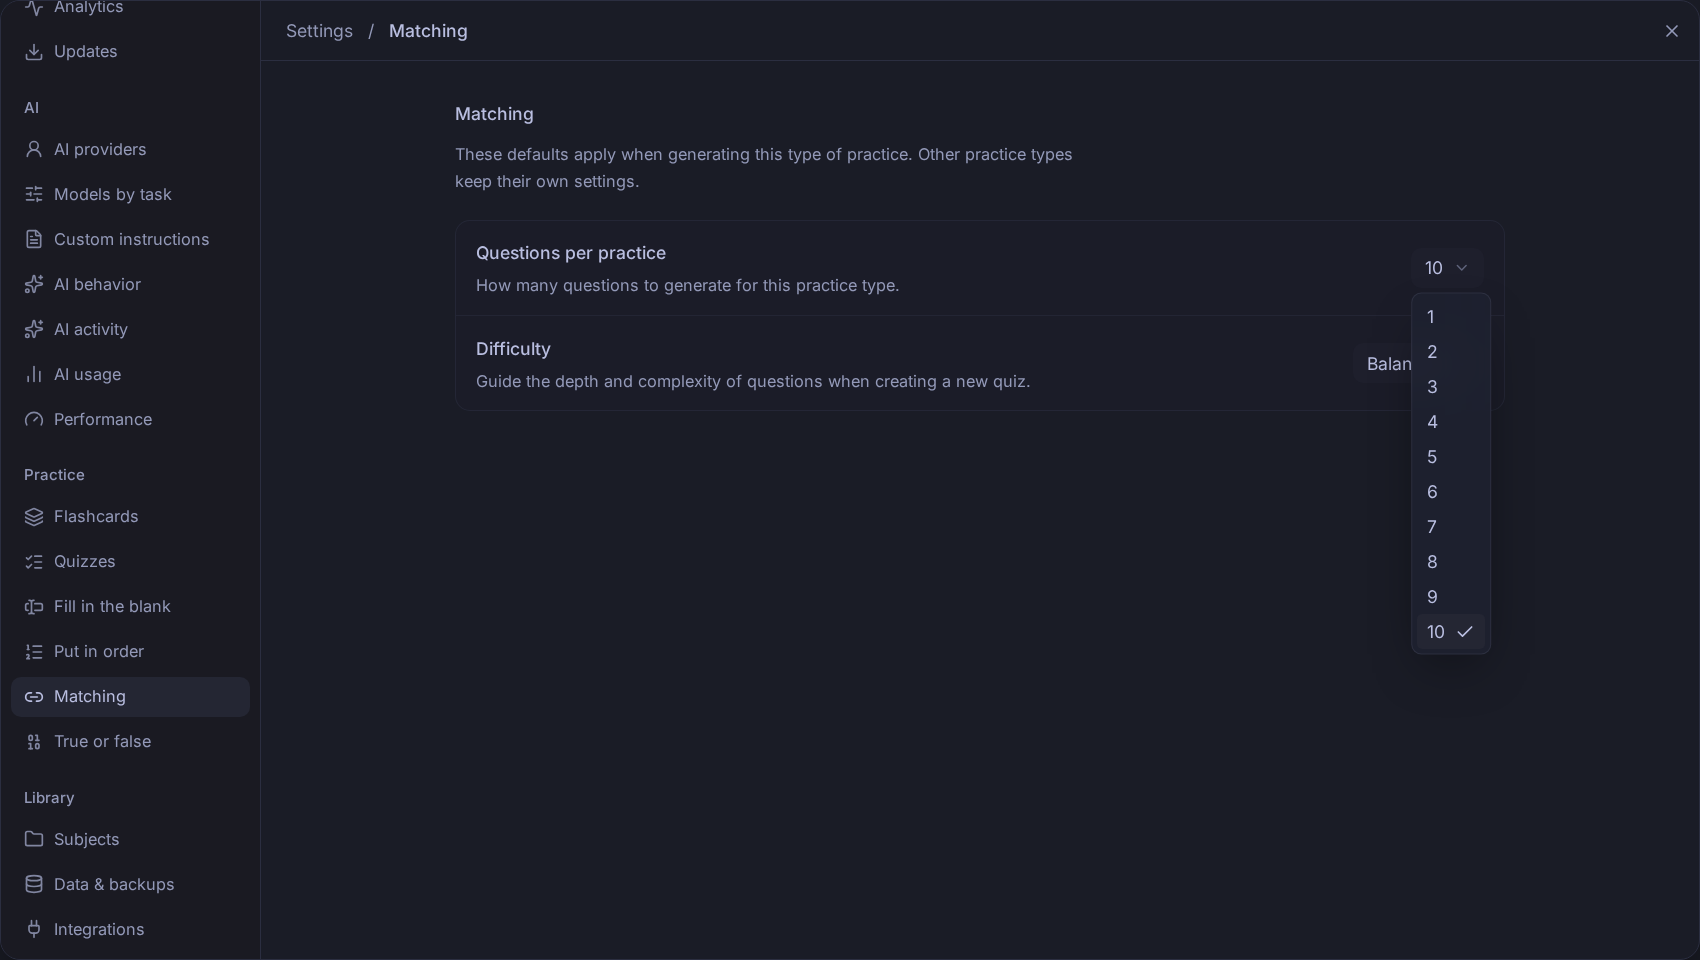 Analytics
Updates
AI
AI providers
Models by task
Custom instructions
AI behavior
AI activity
AI usage
Performance
Practice
Flashcards
Quizzes
Fill in the blank
Put in order
Matching
True or false
Library
Subjects
Data & backups
Integrations
Settings / Matching
Matching
These defaults apply when generating this type of practice. Other practice types
keep their own settings.
Questions per practice
How many questions to generate for this practice type.
10
Difficulty
Guide the depth and complexity of questions when creating a new quiz.
Balan
1
2
3
4
5
6
7
8
9
10